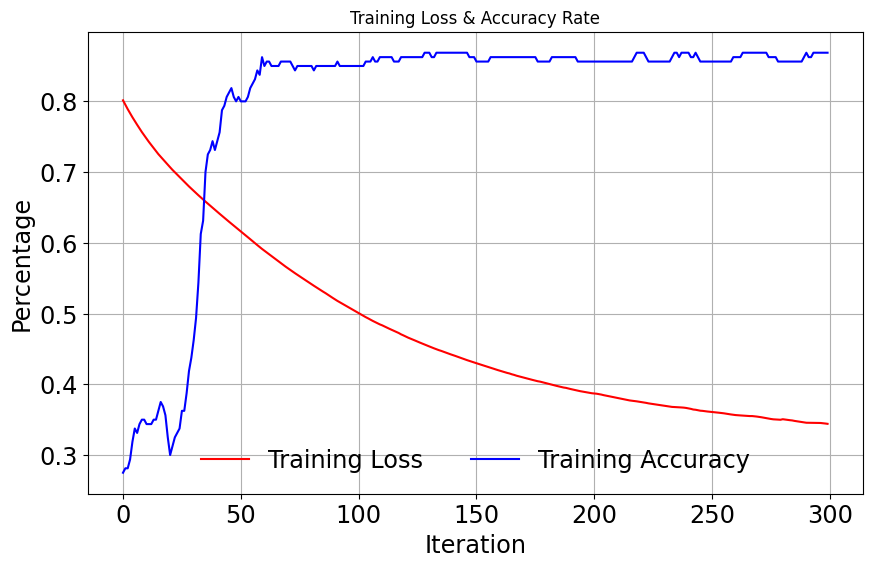 Training Loss & Accuracy Rate
Percentage
0.8
0.7
0.6
0.5
0.4
0.3
Training Loss
Training Accuracy
0 50 100 150 200 250 300
Iteration